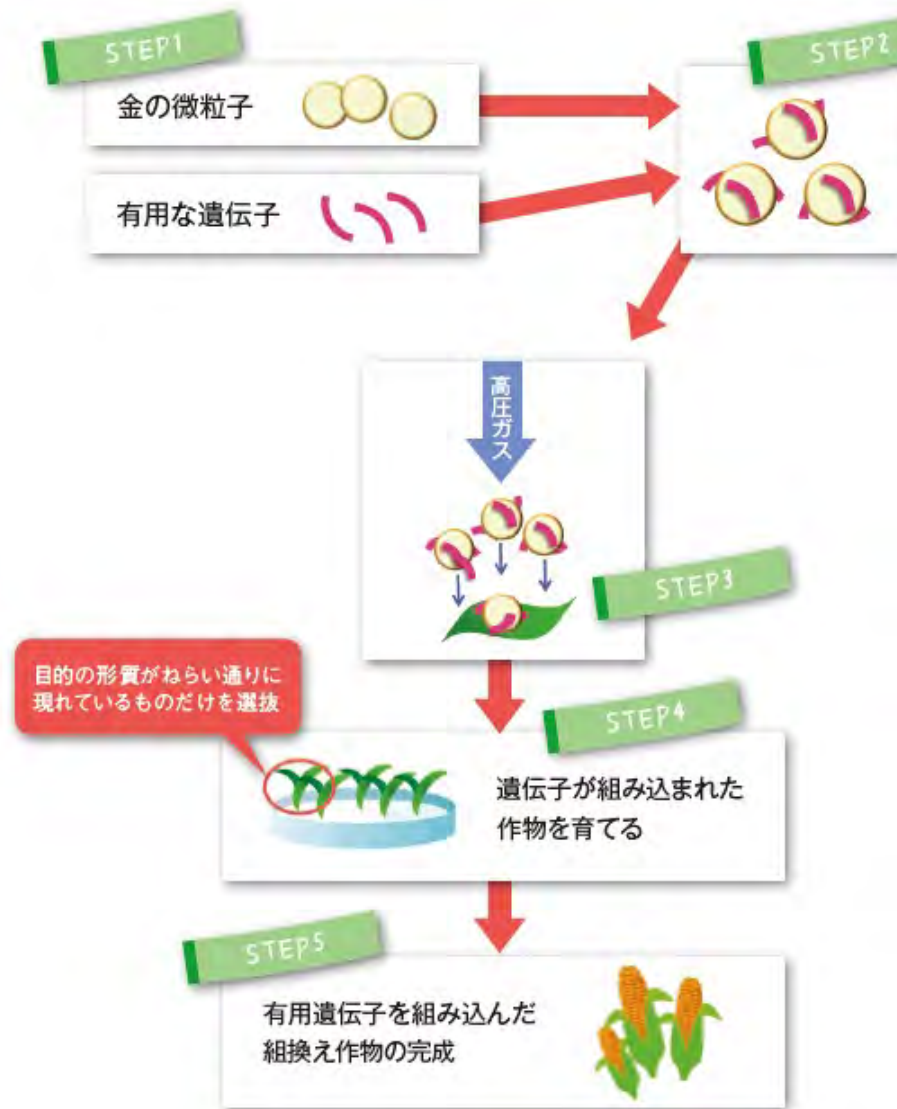 STEP1
金の微粒子
有用な遺伝子
STEP2
高圧ガス
STEP3
目的の形質がねらい通りに
現れているものだけを選抜
STEP4
遺伝子が組み込まれた
作物を育てる
STEP5
有用遺伝子を組み込んだ
組換え作物の完成